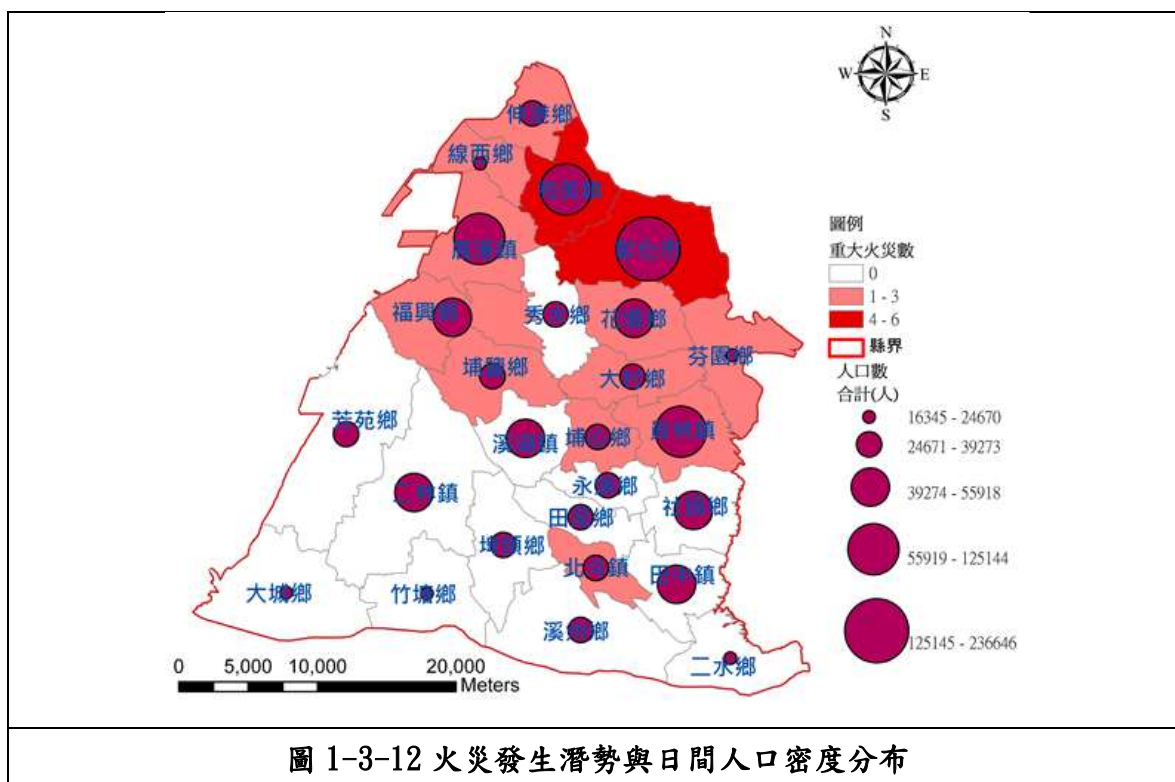 N
W
E
S
伸港鄉
線西鄉
和美鎮
鹿港鎮
彰化市
福興鄉
秀水鄉
花壇鄉
芬園鄉
埔鹽鄉
大村鄉
芳苑鄉
溪湖鎮
埔心鄉
員林鎮
二林鎮
永靖鄉
社頭鄉
田尾鄉
埤頭鄉
北斗鎮
田中鎮
大城鄉
竹塘鄉
溪州鄉
二水鄉
圖例
重大火災數
0
1 - 3
4 - 6
縣界
人口數
合計(人)
16345 - 24670
24671 - 39273
39274 - 55918
55919 - 125144
125145 - 236646
0 5,000 10,000 20,000
Meters
圖 1-3-12 火災發生潛勢與日間人口密度分布